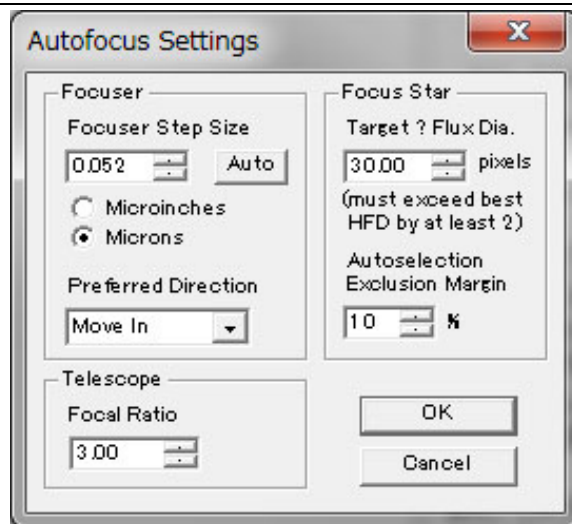 Autofocus Settings
Focuser
Focuser Step Size
0.052
Auto
Microinches
Microns
Preferred Direction
Move In
Telescope
Focal Ratio
3.00
Focus Star
Target ? Flux Dia.
30.00 pixels
(must exceed best
HFD by at least 2)
Autoselection
Exclusion Margin
10 %
OK
Cancel